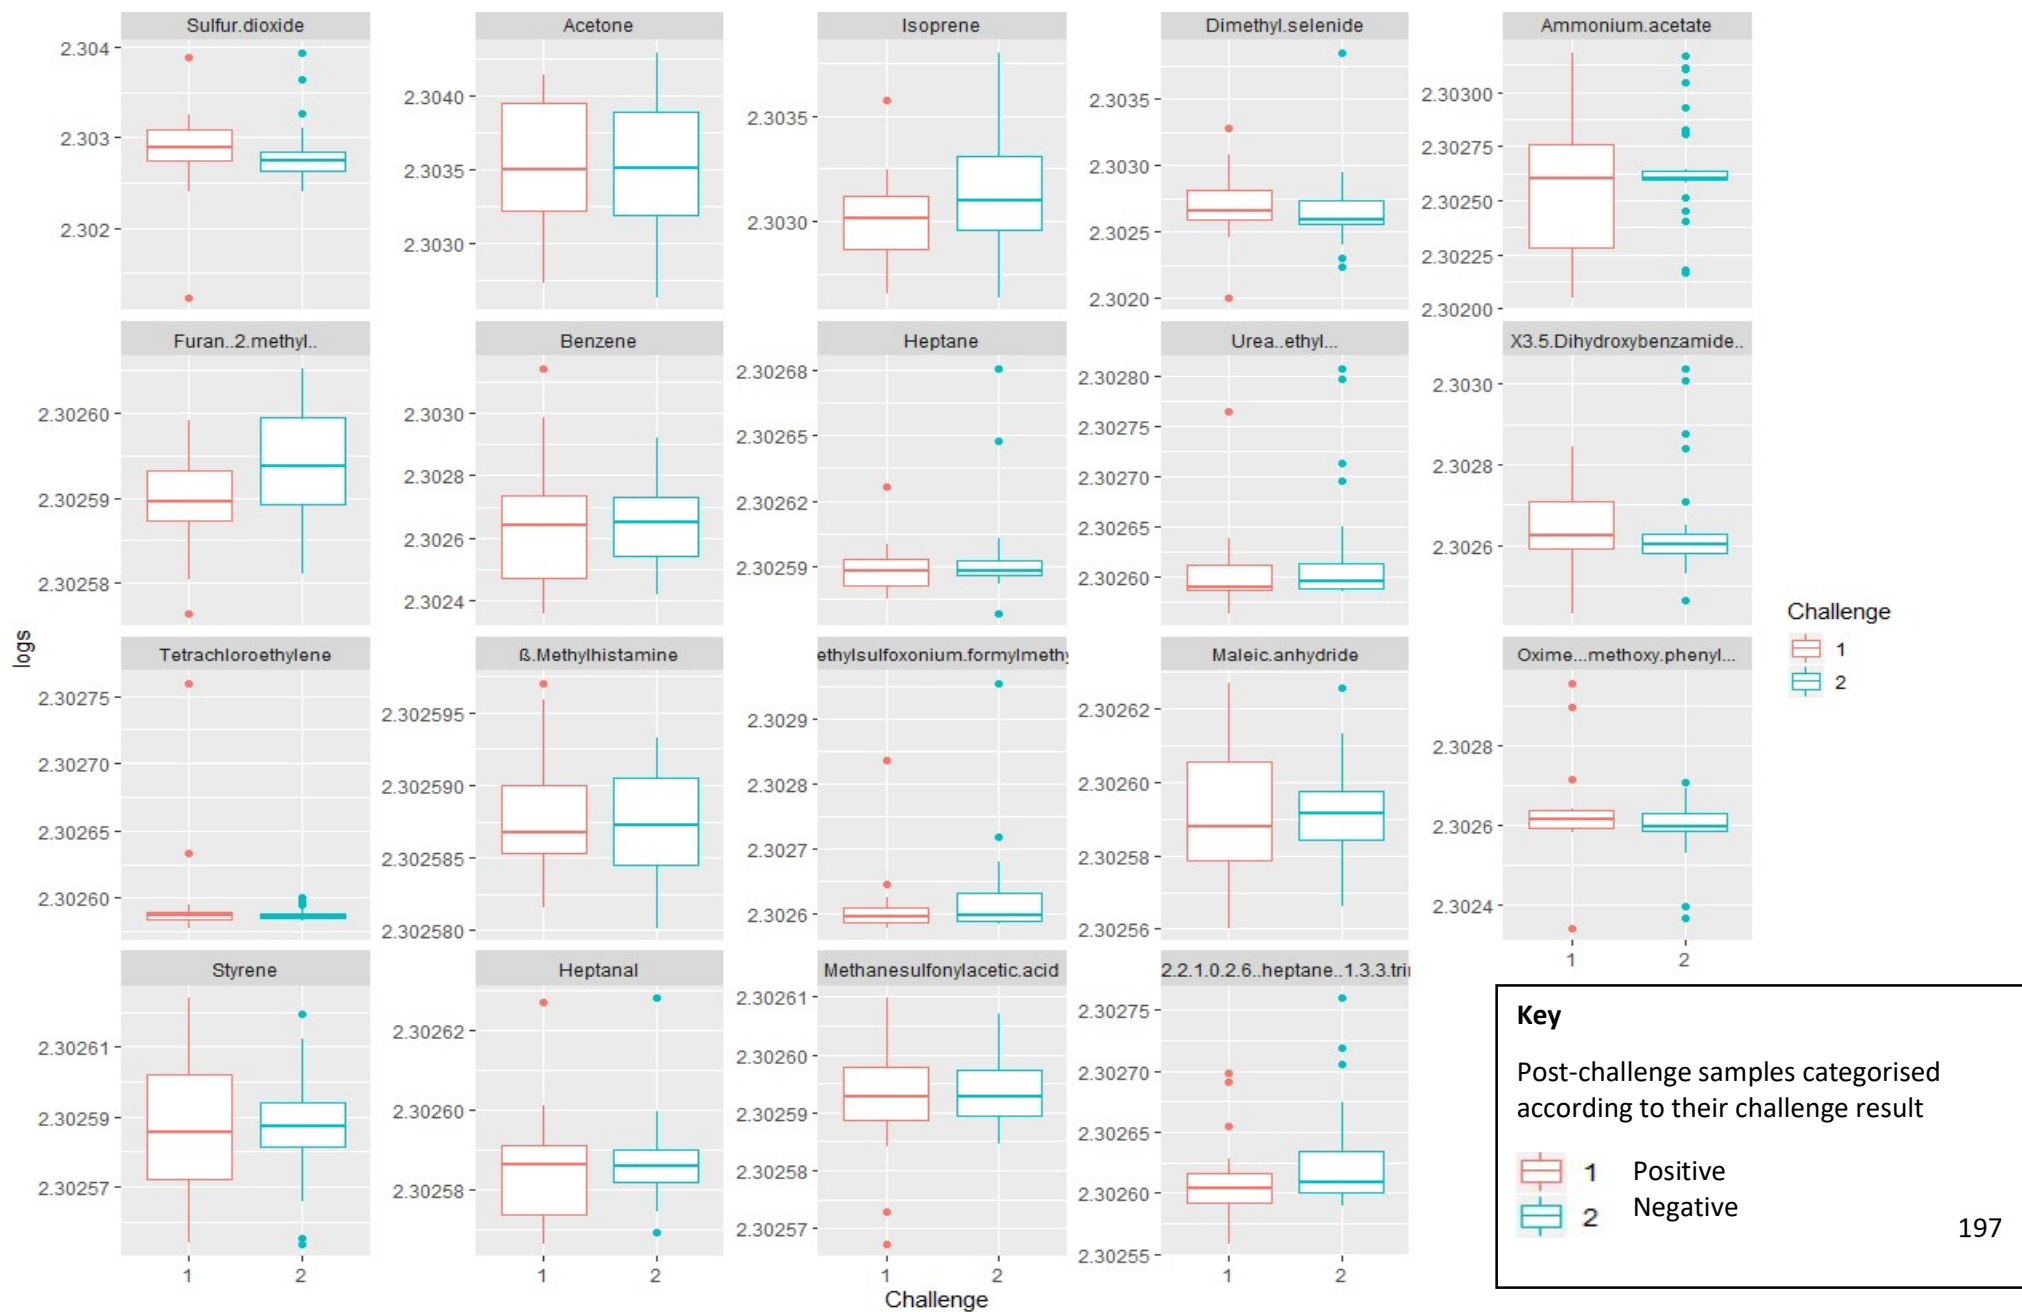 Sulfur.dioxide
Acetone
Isoprene
Dimethyl.selenide
Ammonium.acetate
2.304
2.303
2.302
2.3040
2.3035
2.3030
2.3035
2.3030
2.3035
2.3030
2.3025
2.3020
2.30300
2.30275
2.30250
2.30225
2.30200
Furan..2.methyl..
Benzene
Heptane
Urea..ethyl...
X3.5.Dihydroxybenzamide..
2.30260
2.30259
2.30258
2.3030
2.3028
2.3026
2.3024
2.30268
2.30265
2.30262
2.30259
2.30280
2.30275
2.30270
2.30265
2.30260
2.3030
2.3028
2.3026
logs
Tetrachloroethylene
ß.Methylhistamine
ethylsulfoxonium.formylmethy
Maleic.anhydride
Oxime...methoxy.phenyl...
2.30275
2.30270
2.30265
2.30260
2.302595
2.302590
2.302585
2.302580
2.3029
2.3028
2.3027
2.3026
2.30262
2.30260
2.30258
2.30256
2.3028
2.3026
2.3024
1 2
Styrene
Heptanal
Methanesulfonylacetic.acid
2.2.1.0.2.6..heptane..1.3.3.tri
2.30261
2.30259
2.30257
2.30262
2.30260
2.30258
2.30261
2.30260
2.30259
2.30258
2.30257
2.30275
2.30270
2.30265
2.30260
2.30255
1 2
1 2
1 2
1 2
Challenge
Challenge
1
2
Key
Post-challenge samples categorised
according to their challenge result
1 Positive
2 Negative
197